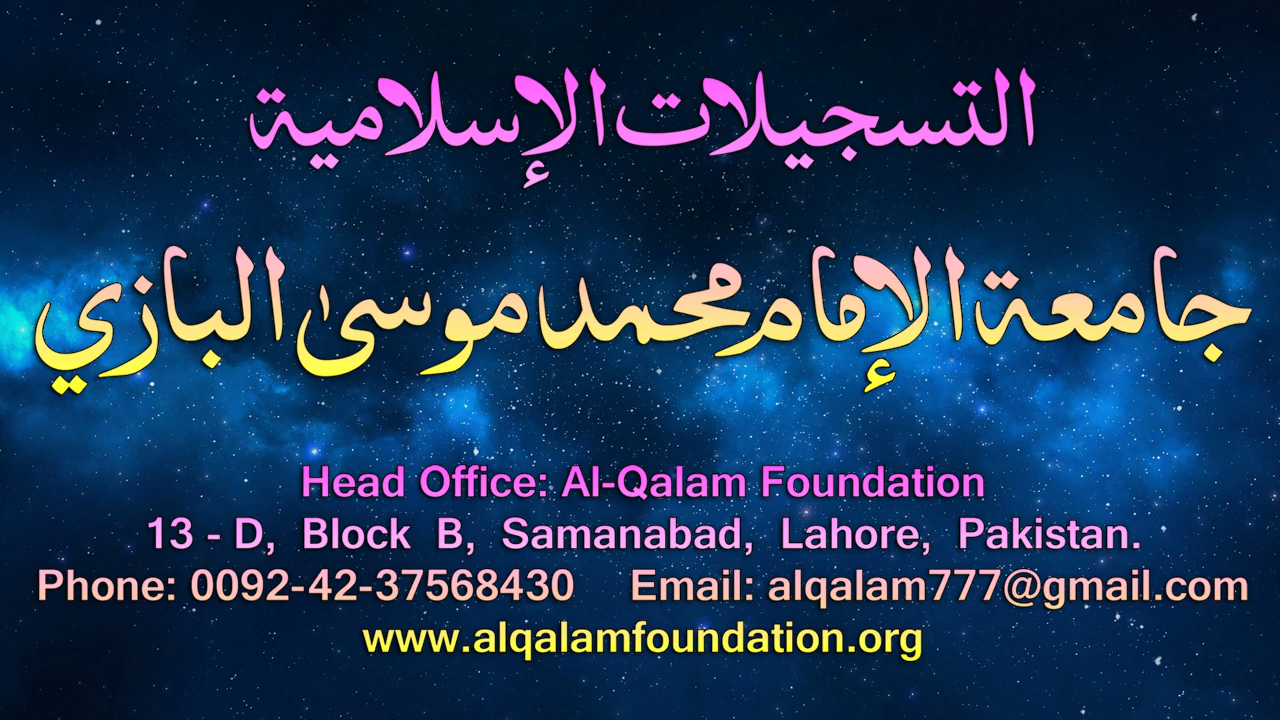 التسجيلات الإسلامية
جامعة الإمام محمد موسىٰ البازي
Head Office: Al-Qalam Foundation
13 - D, Block B, Samanabad, Lahore, Pakistan.
Phone: 0092-42-37568430 Email: alqalam777@gmail.com
www.alqalamfoundation.org